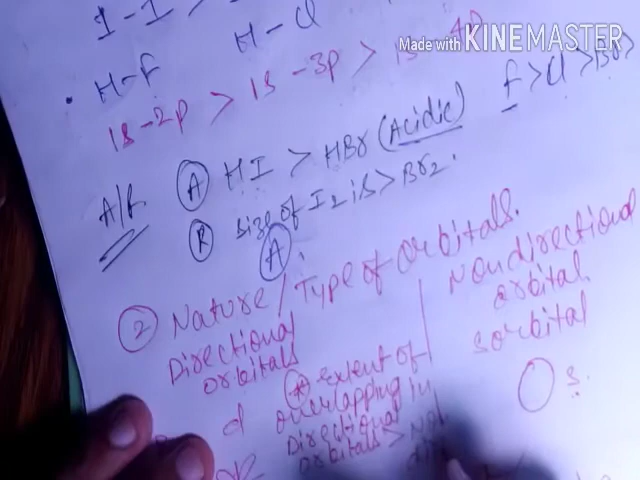 I-I >
H-F H-Cl
Made with KINEMASTER
1s-2p > 1s-3p > 1s-4p
A/R (A) HI > HBr (Acidic) F > Cl > Br >
(R) Size of I2 is > Br2.
(A)
(2) Nature / Type of orbitals.
Directional orbitals
Nondirectional orbital
s orbital
d
(*) Extent of
overlapping in
Directional
orbitals > Non
s.